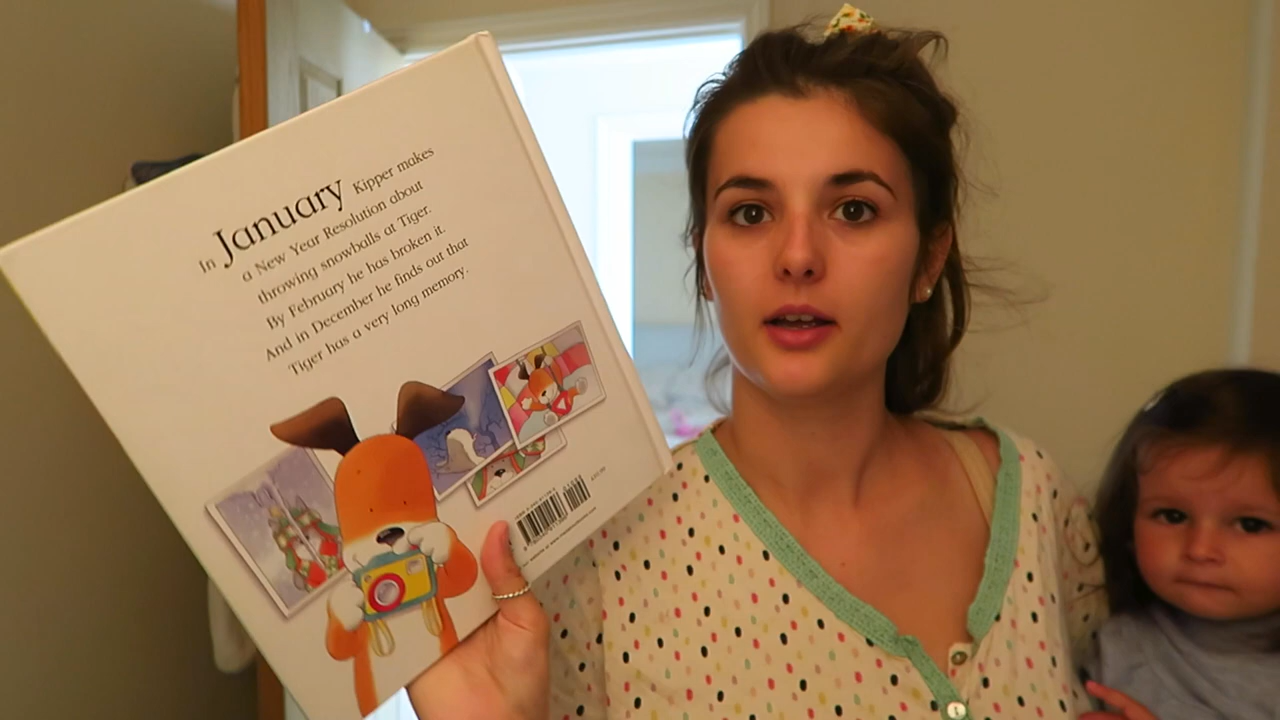 In January Kipper makes
a New Year Resolution about
throwing snowballs at Tiger.
By February he has broken it.
And in December he finds out that
Tiger has a very long memory.